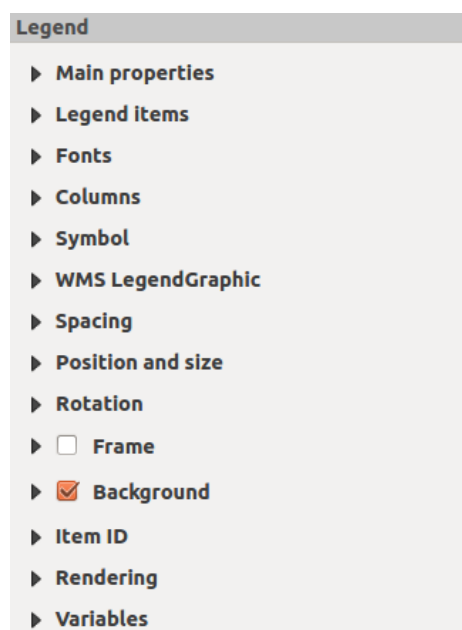 Legend
Main properties
Legend items
Fonts
Columns
Symbol
WMS LegendGraphic
Spacing
Position and size
Rotation
Frame
Background
Item ID
Rendering
Variables